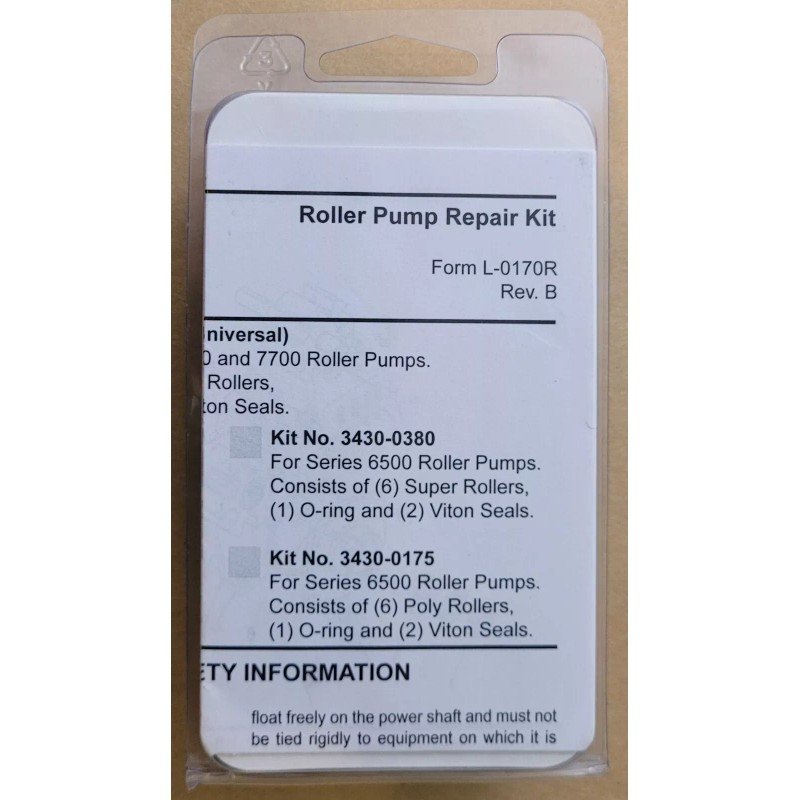 Roller Pump Repair Kit
Form L-0170R
Rev. B
niversal)
0 and 7700 Roller Pumps.
Rollers,
ton Seals.
Kit No. 3430-0380
For Series 6500 Roller Pumps.
Consists of (6) Super Rollers,
(1) O-ring and (2) Viton Seals.
Kit No. 3430-0175
For Series 6500 Roller Pumps.
Consists of (6) Poly Rollers,
(1) O-ring and (2) Viton Seals.
ETY INFORMATION
float freely on the power shaft and must not
be tied rigidly to equipment on which it is